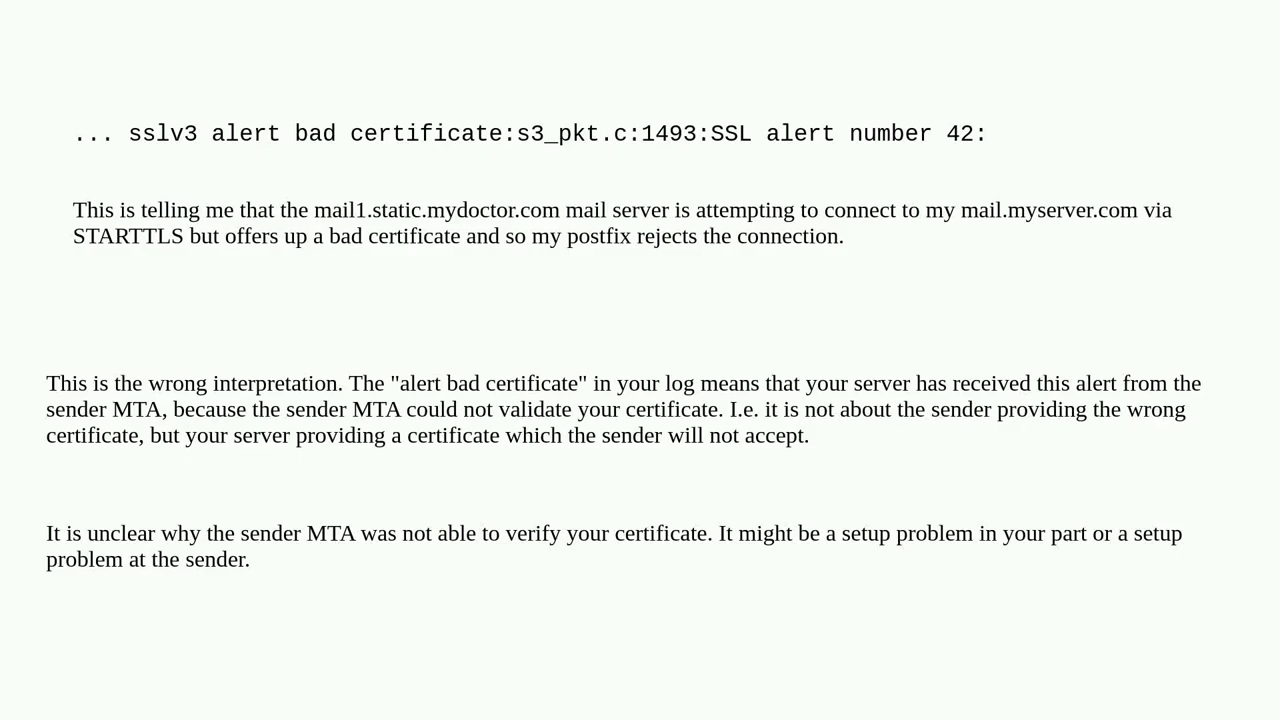 ... sslv3 alert bad certificate:s3_pkt.c:1493:SSL alert number 42:
This is telling me that the mail1.static.mydoctor.com mail server is attempting to connect to my mail.myserver.com via
STARTTLS but offers up a bad certificate and so my postfix rejects the connection.
This is the wrong interpretation. The "alert bad certificate" in your log means that your server has received this alert from the
sender MTA, because the sender MTA could not validate your certificate. I.e. it is not about the sender providing the wrong
certificate, but your server providing a certificate which the sender will not accept.
It is unclear why the sender MTA was not able to verify your certificate. It might be a setup problem in your part or a setup
problem at the sender.